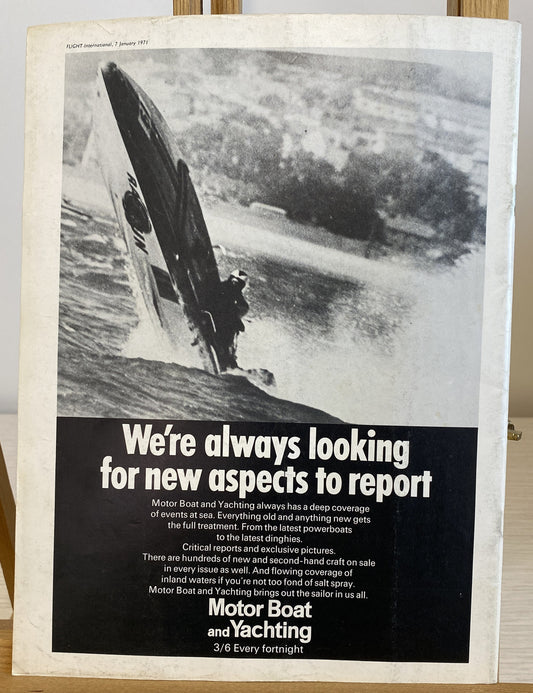 FLIGHT International, 7 January 1971
We're always looking
for new aspects to report
Motor Boat and Yachting always has a deep coverage
of events at sea. Everything old and anything new gets
the full treatment. From the latest powerboats
to the latest dinghies.
Critical reports and exclusive pictures.
There are hundreds of new and second-hand craft on sale
in every issue as well. And flowing coverage of
inland waters if you're not too fond of salt spray.
Motor Boat and Yachting brings out the sailor in us all.
Motor Boat
and Yachting
3/6 Every fortnight